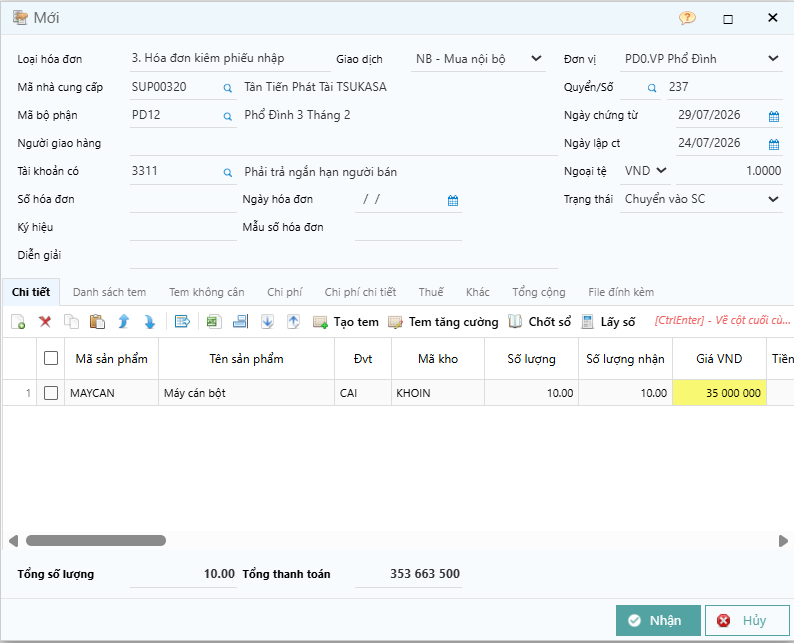 Mới
Loại hóa đơn 3. Hóa đơn kiêm phiếu nhập Giao dịch NB - Mua nội bộ Đơn vị PD0.VP Phổ Đình
Mã nhà cung cấp SUP00320 Tân Tiến Phát Tài TSUKASA Quyển/Số 237
Mã bộ phận PD12 Phổ Đình 3 Tháng 2 Ngày chứng từ 29/07/2026
Người giao hàng Ngày lập ct 24/07/2026
Tài khoản có 3311 Phải trả ngắn hạn người bán Ngoại tệ VND 1.0000
Số hóa đơn Ngày hóa đơn / / Trạng thái Chuyển vào SC
Ký hiệu Mẫu số hóa đơn
Diễn giải
Chi tiết Danh sách tem Tem không cân Chi phí Chi phí chi tiết Thuế Khác Tổng cộng File đính kèm
Tạo tem Tem tăng cường Chốt sổ Lấy số [CtrlEnter] - Về cột cuối cù...
Mã sản phẩm Tên sản phẩm Đvt Mã kho Số lượng Số lượng nhận Giá VND Tiền
1 MAYCAN Máy cán bột CAI KHOIN 10.00 10.00 35 000 000
Tổng số lượng 10.00 Tổng thanh toán 353 663 500
Nhận Hủy